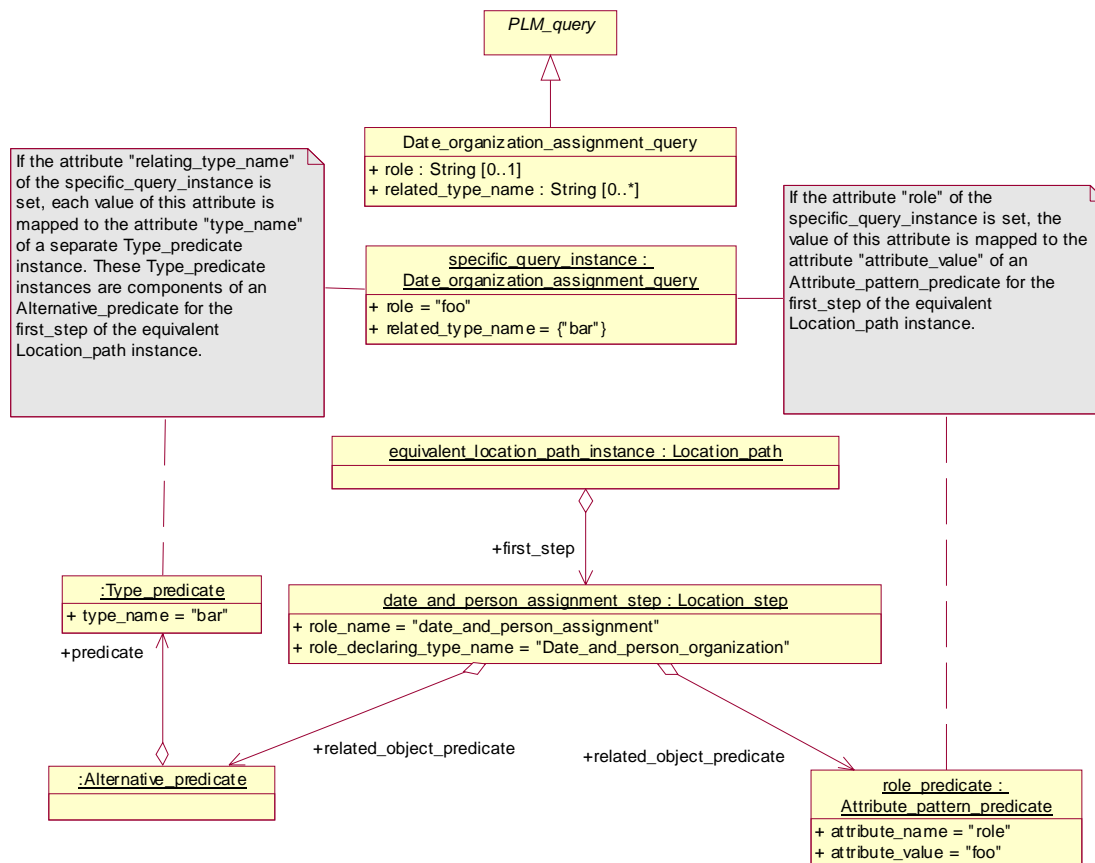 PLM_query
Date_organization_assignment_query
+ role : String [0..1]
+ related_type_name : String [0..*]
If the attribute "relating_type_name"
of the specific_query_instance is
set, each value of this attribute is
mapped to the attribute "type_name"
of a separate Type_predicate
instance. These Type_predicate
instances are components of an
Alternative_predicate for the
first_step of the equivalent
Location_path instance.
specific_query_instance :
Date_organization_assignment_query
+ role = "foo"
+ related_type_name = {"bar"}
If the attribute "role" of the
specific_query_instance is set, the
value of this attribute is mapped to the
attribute "attribute_value" of an
Attribute_pattern_predicate for the
first_step of the equivalent
Location_path instance.
equivalent_location_path_instance : Location_path
+first_step
:Type_predicate
+ type_name = "bar"
+predicate
date_and_person_assignment_step : Location_step
+ role_name = "date_and_person_assignment"
+ role_declaring_type_name = "Date_and_person_organization"
+related_object_predicate
+related_object_predicate
:Alternative_predicate
role_predicate :
Attribute_pattern_predicate
+ attribute_name = "role"
+ attribute_value = "foo"